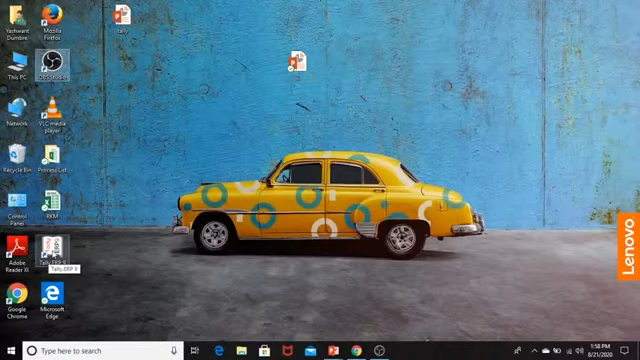 Yashwant
Dumbre
Mozilla
Firefox
tally
This PC
OBS Studio
Network
VLC media
player
Recycle Bin
Process List
Control
Panel
RKM
Adobe
Reader XI
Tally
ERP9
Tally.ERP 9
Tally.ERP 9
Google
Chrome
Microsoft
Edge
Lenovo
Type here to search
1:58 PM
8/21/2020